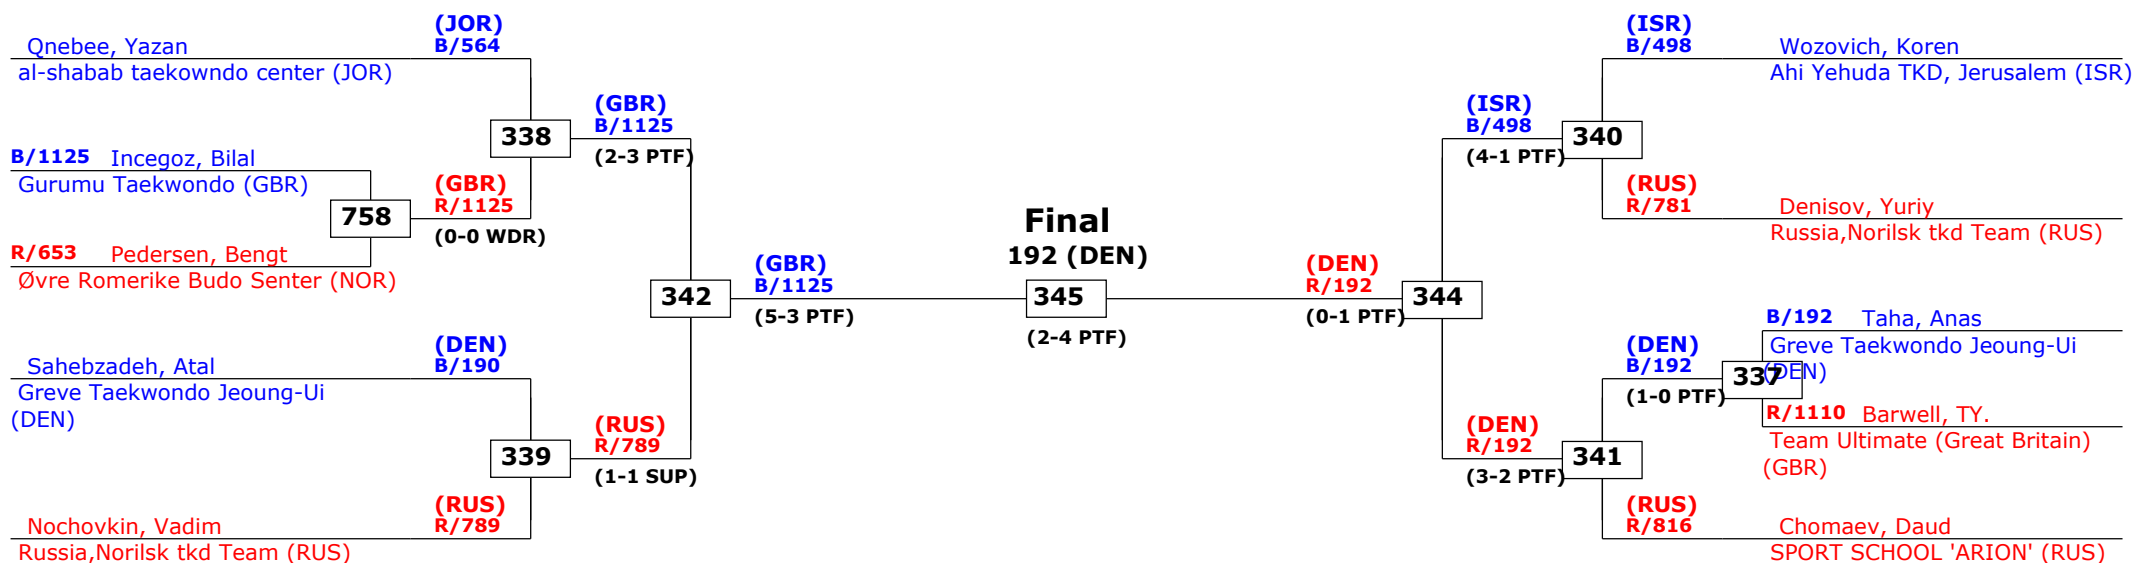 (JOR)
B/564
Qnebee, Yazan
al-shabab taekowndo center (JOR)
B/1125 Incegoz, Bilal
Gurumu Taekwondo (GBR)
758
R/653 Pedersen, Bengt
Øvre Romerike Budo Senter (NOR)
(GBR)
R/1125
(0-0 WDR)
338
(GBR)
B/1125
(2-3 PTF)
Sahebzadeh, Atal
Greve Taekwondo Jeoung-Ui
(DEN)
(DEN)
B/190
339
(RUS)
R/789
(1-1 SUP)
(RUS)
R/789
Nochovkin, Vadim
Russia,Norilsk tkd Team (RUS)
342
(GBR)
B/1125
(5-3 PTF)
Final
192 (DEN)
345
(2-4 PTF)
(DEN)
R/192
(0-1 PTF)
344
(ISR)
B/498
(4-1 PTF)
340
(ISR)
B/498
Wozovich, Koren
Ahi Yehuda TKD, Jerusalem (ISR)
(RUS)
R/781
Denisov, Yuriy
Russia,Norilsk tkd Team (RUS)
(DEN)
R/192
(3-2 PTF)
341
(DEN)
B/192
(1-0 PTF)
337
B/192 Taha, Anas
Greve Taekwondo Jeoung-Ui
(DEN)
R/1110 Barwell, TY.
Team Ultimate (Great Britain)
(GBR)
(RUS)
R/816
Chomaev, Daud
SPORT SCHOOL 'ARION' (RUS)